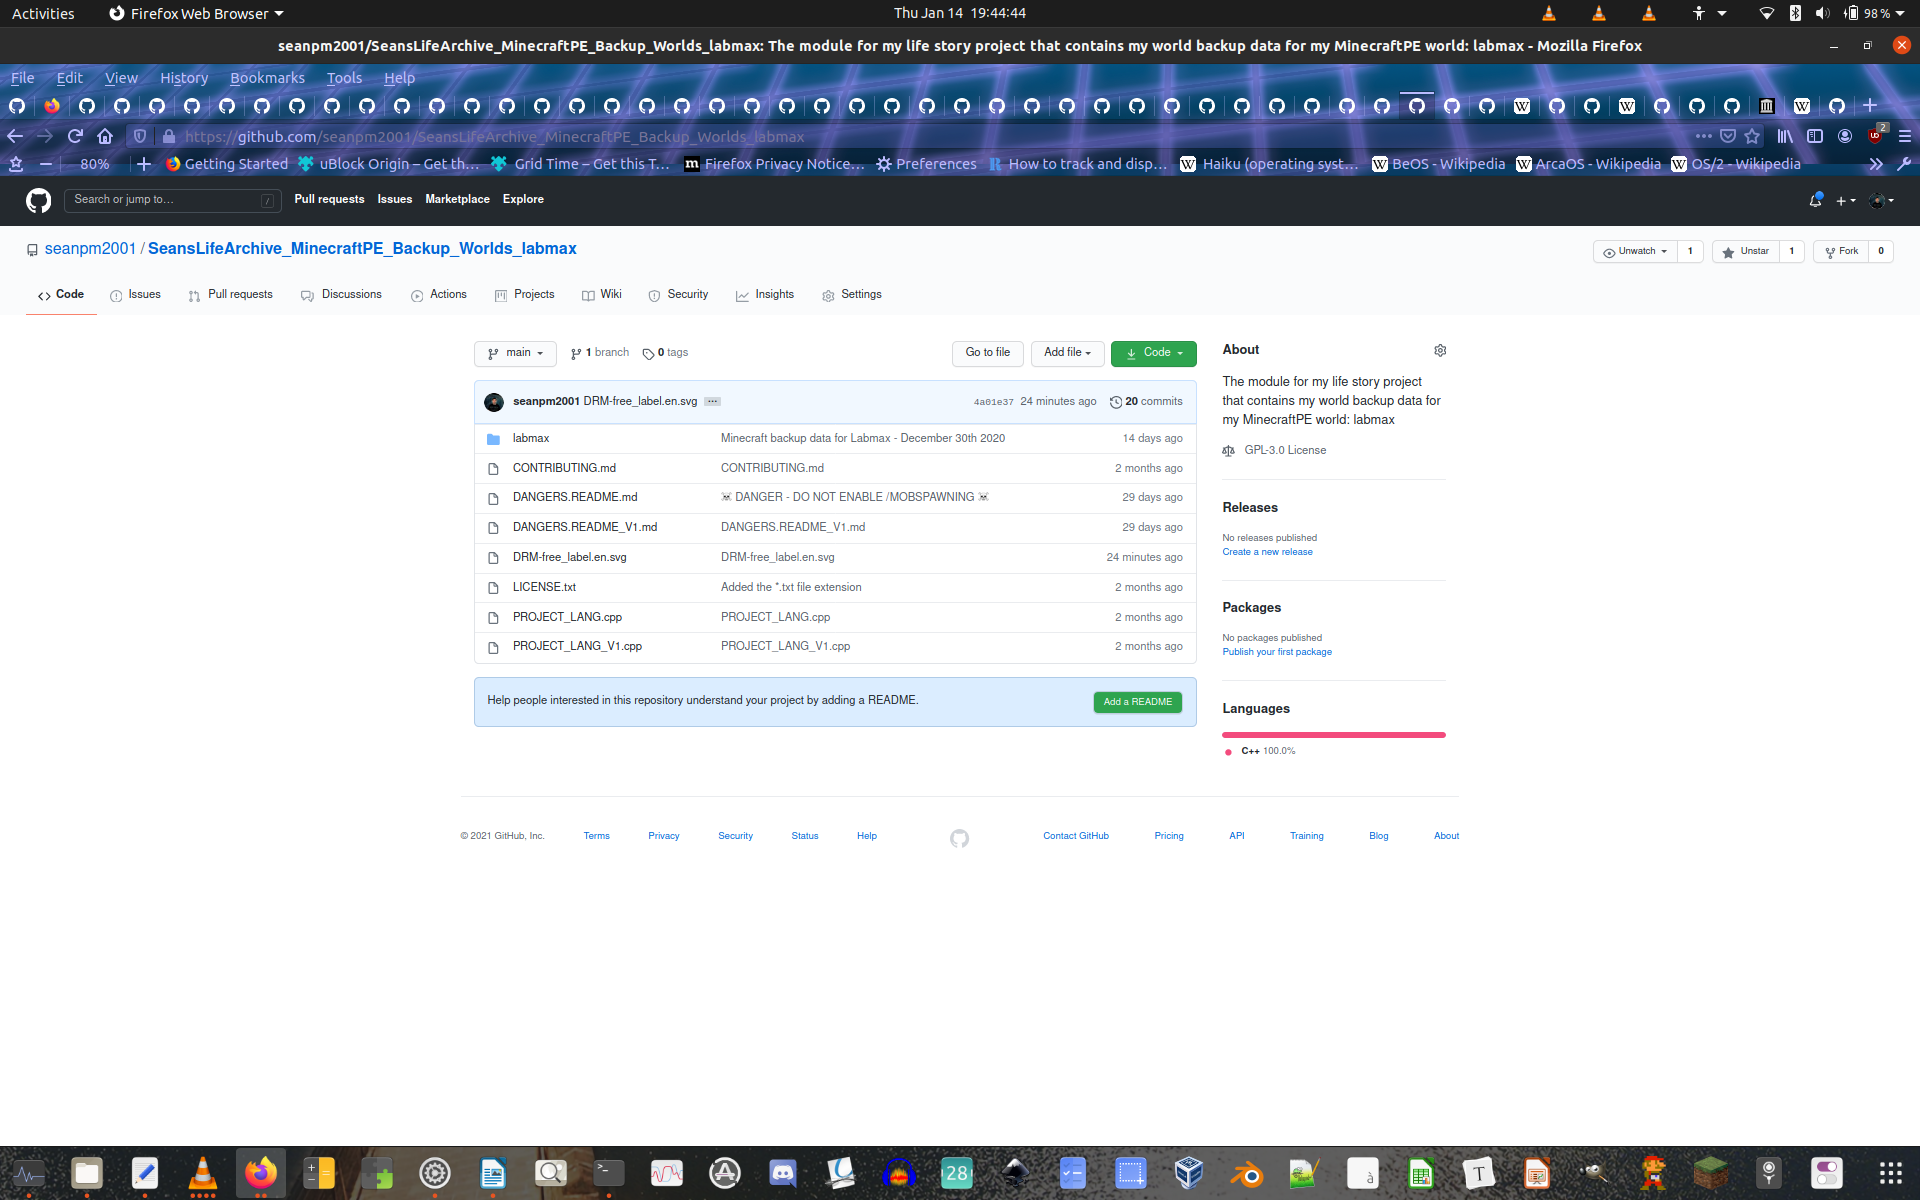 Activities
Firefox Web Browser
Thu Jan 14 19:44:44
98 %
seanpm2001/SeansLifeArchive_MinecraftPE_Backup_Worlds_labmax: The module for my life story project that contains my world backup data for my MinecraftPE world: labmax - Mozilla Firefox
File Edit View History Bookmarks Tools Help
https://github.com/seanpm2001/SeansLifeArchive_MinecraftPE_Backup_Worlds_labmax
2
80%
Getting Started
uBlock Origin – Get th…
Grid Time – Get this T…
Firefox Privacy Notice…
Preferences
How to track and disp…
Haiku (operating syst…
BeOS - Wikipedia
ArcaOS - Wikipedia
OS/2 - Wikipedia
Search or jump to…
/
Pull requests
Issues
Marketplace
Explore
seanpm2001 / SeansLifeArchive_MinecraftPE_Backup_Worlds_labmax
Unwatch 1
Unstar 1
Fork 0
Code
Issues
Pull requests
Discussions
Actions
Projects
Wiki
Security
Insights
Settings
main
1 branch
0 tags
Go to file
Add file
Code
seanpm2001 DRM-free_label.en.svg
4a01e37 24 minutes ago
20 commits
labmax Minecraft backup data for Labmax - December 30th 2020 14 days ago
CONTRIBUTING.md CONTRIBUTING.md 2 months ago
DANGERS.README.md ☠ DANGER - DO NOT ENABLE /MOBSPAWNING ☠ 29 days ago
DANGERS.README_V1.md DANGERS.README_V1.md 29 days ago
DRM-free_label.en.svg DRM-free_label.en.svg 24 minutes ago
LICENSE.txt Added the *.txt file extension 2 months ago
PROJECT_LANG.cpp PROJECT_LANG.cpp 2 months ago
PROJECT_LANG_V1.cpp PROJECT_LANG_V1.cpp 2 months ago
Help people interested in this repository understand your project by adding a README.
Add a README
About
The module for my life story project
that contains my world backup data for
my MinecraftPE world: labmax
GPL-3.0 License
Releases
No releases published
Create a new release
Packages
No packages published
Publish your first package
Languages
C++ 100.0%
© 2021 GitHub, Inc.
Terms
Privacy
Security
Status
Help
Contact GitHub
Pricing
API
Training
Blog
About
28